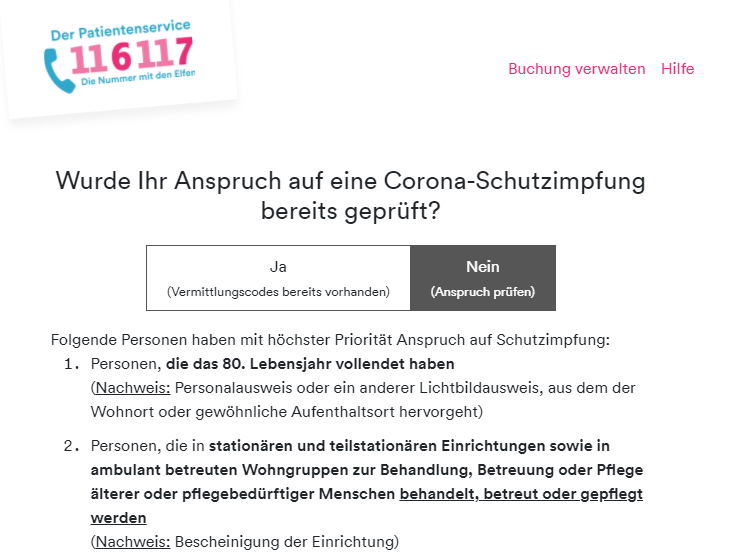 Der Patientenservice
116117
Die Nummer mit den Elfen
Buchung verwalten Hilfe
Wurde Ihr Anspruch auf eine Corona-Schutzimpfung
bereits geprüft?
Ja
(Vermittlungscodes bereits vorhanden)
Nein
(Anspruch prüfen)
Folgende Personen haben mit höchster Priorität Anspruch auf Schutzimpfung:
1. Personen, die das 80. Lebensjahr vollendet haben
(Nachweis: Personalausweis oder ein anderer Lichtbildausweis, aus dem der
Wohnort oder gewöhnliche Aufenthaltsort hervorgeht)
2. Personen, die in stationären und teilstationären Einrichtungen sowie in
ambulant betreuten Wohngruppen zur Behandlung, Betreuung oder Pflege
älterer oder pflegebedürftiger Menschen behandelt, betreut oder gepflegt
werden
(Nachweis: Bescheinigung der Einrichtung)